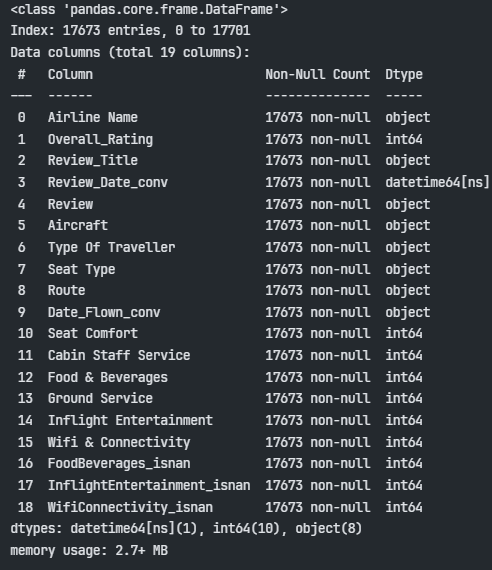 <class 'pandas.core.frame.DataFrame'>
Index: 17673 entries, 0 to 17701
Data columns (total 19 columns):
 #   Column                     Non-Null Count  Dtype
---  ------                     --------------  -----
 0   Airline Name               17673 non-null  object
 1   Overall_Rating             17673 non-null  int64
 2   Review_Title               17673 non-null  object
 3   Review_Date_conv           17673 non-null  datetime64[ns]
 4   Review                     17673 non-null  object
 5   Aircraft                   17673 non-null  object
 6   Type Of Traveller          17673 non-null  object
 7   Seat Type                  17673 non-null  object
 8   Route                      17673 non-null  object
 9   Date_Flown_conv            17673 non-null  object
 10  Seat Comfort               17673 non-null  int64
 11  Cabin Staff Service        17673 non-null  int64
 12  Food & Beverages           17673 non-null  int64
 13  Ground Service             17673 non-null  int64
 14  Inflight Entertainment     17673 non-null  int64
 15  Wifi & Connectivity        17673 non-null  int64
 16  FoodBeverages_isnan        17673 non-null  int64
 17  InflightEntertainment_isnan  17673 non-null  int64
 18  WifiConnectivity_isnan     17673 non-null  int64
dtypes: datetime64[ns](1), int64(10), object(8)
memory usage: 2.7+ MB